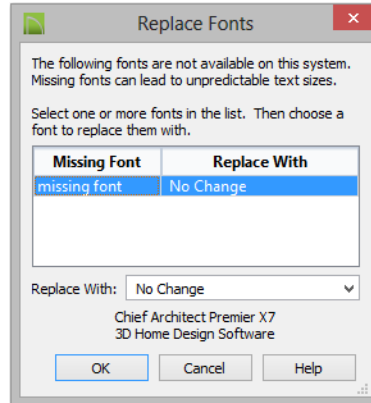 Replace Fonts
The following fonts are not available on this system.
Missing fonts can lead to unpredictable text sizes.
Select one or more fonts in the list. Then choose a
font to replace them with.
Missing Font Replace With
missing font No Change
Replace With: No Change
Chief Architect Premier X7
3D Home Design Software
OK Cancel Help